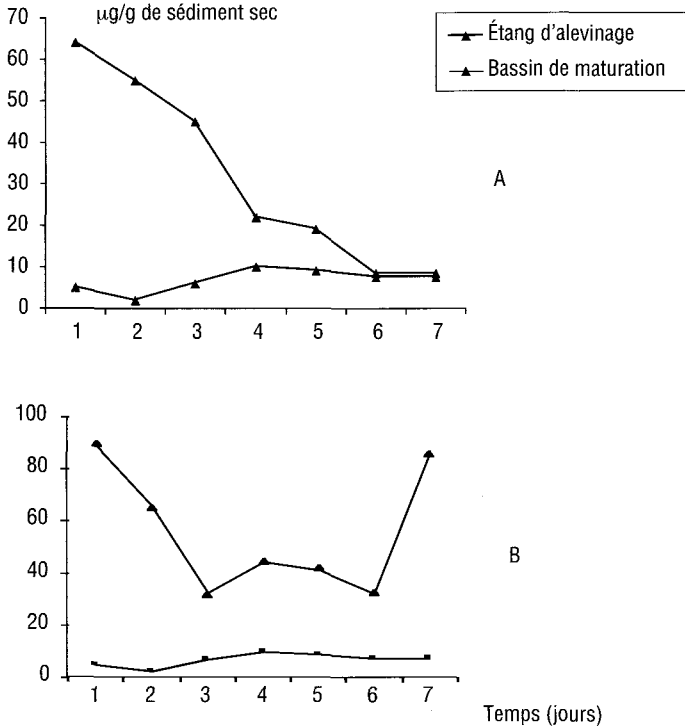 µg/g de sédiment sec
Étang d'alevinage
Bassin de maturation
70
60
50
40
30
20
10
0
1 2 3 4 5 6 7
A
100
80
60
40
20
0
1 2 3 4 5 6 7
B
Temps (jours)